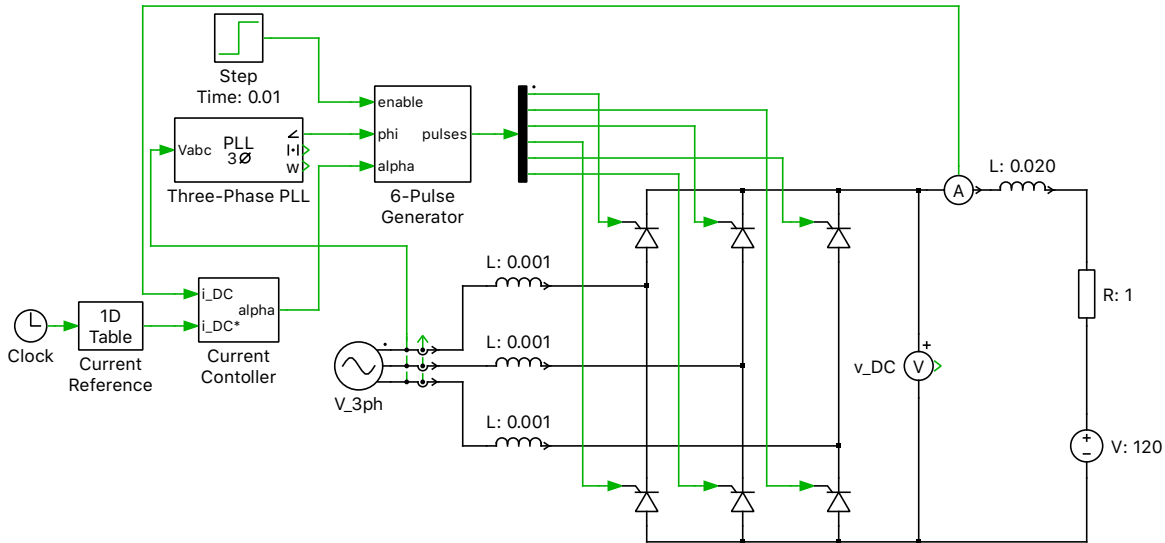 Step
Time: 0.01
enable
phi
alpha
pulses
6-Pulse
Generator
Vabc
PLL
3Ø
∠
|•|
w
Three-Phase PLL
A
L: 0.020
L: 0.001
R: 1
i_DC
i_DC*
alpha
Current
Contoller
1D
Table
Current
Reference
Clock
L: 0.001
V_3ph
v_DC
V
+
L: 0.001
+
−
V: 120